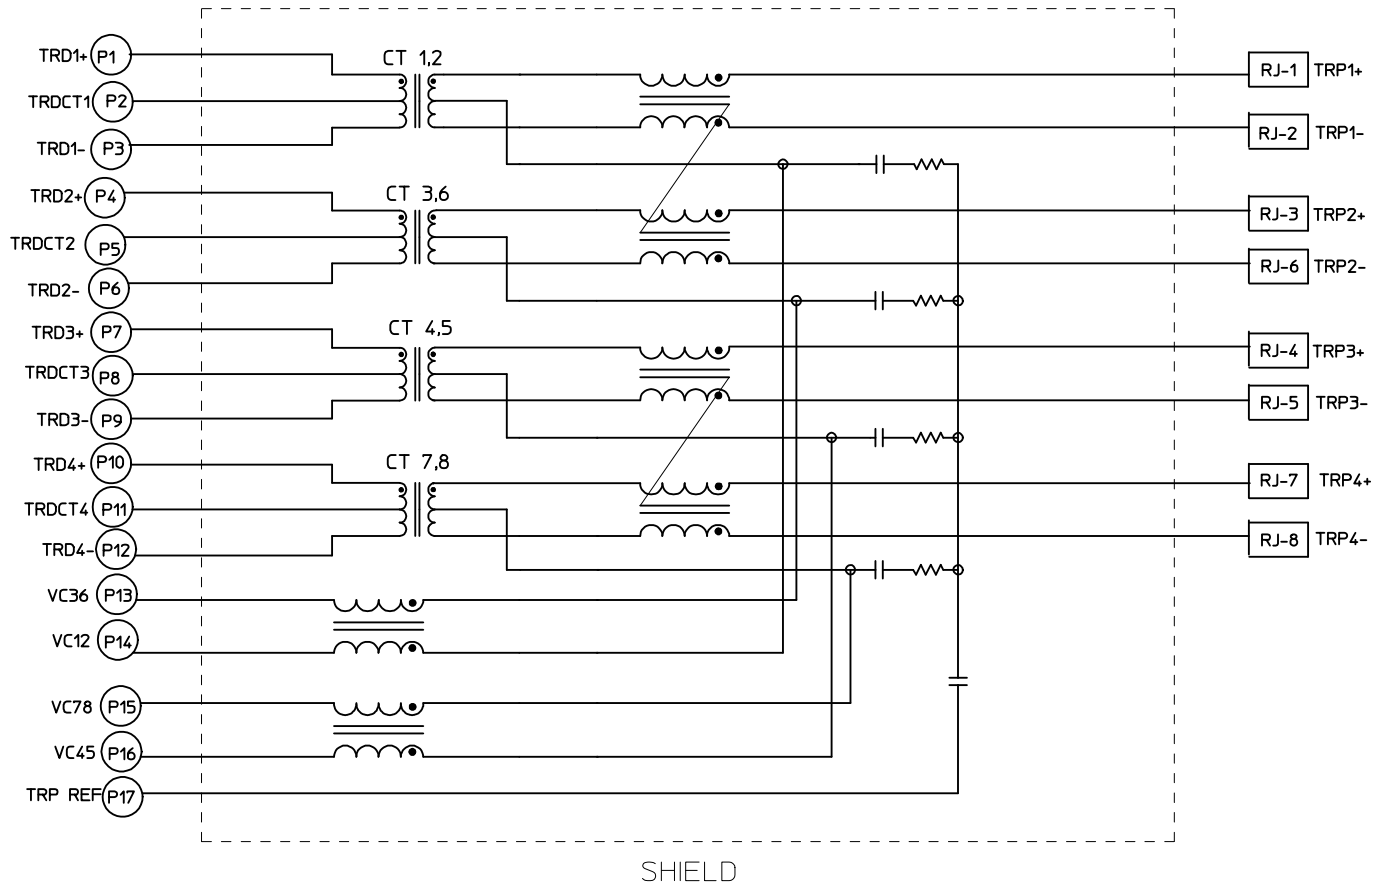 TRD1+ P1 CT 1,2 RJ-1 TRP1+
TRDCT1 P2
TRD1- P3 RJ-2 TRP1-
TRD2+ P4 CT 3,6 RJ-3 TRP2+
TRDCT2 P5
TRD2- P6 RJ-6 TRP2-
TRD3+ P7 CT 4,5 RJ-4 TRP3+
TRDCT3 P8
TRD3- P9 RJ-5 TRP3-
TRD4+ P10 CT 7,8 RJ-7 TRP4+
TRDCT4 P11
TRD4- P12 RJ-8 TRP4-
VC36 P13
VC12 P14
VC78 P15
VC45 P16
TRP REF P17
SHIELD